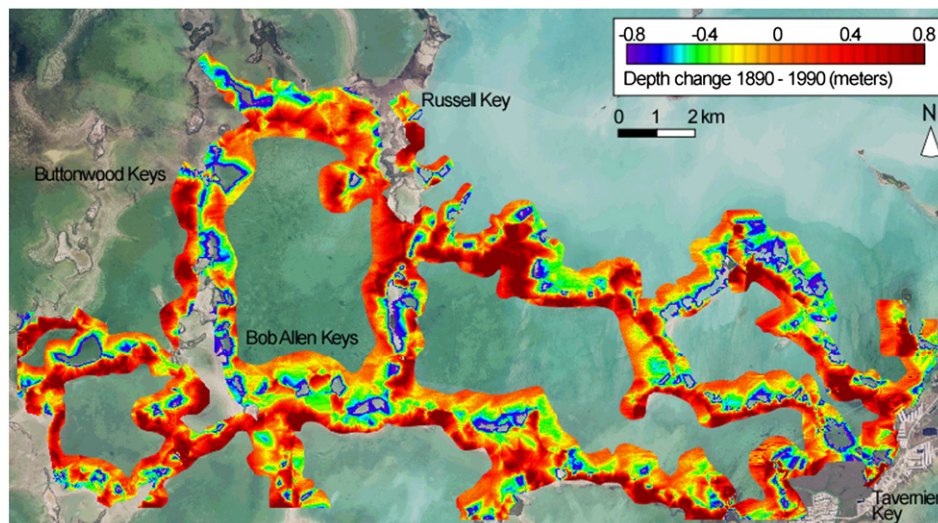 -0.8 -0.4 0 0.4 0.8
Depth change 1890 - 1990 (meters)
Russell Key
0 1 2 km
N
Buttonwood Keys
Bob Allen Keys
Tavernier
Key